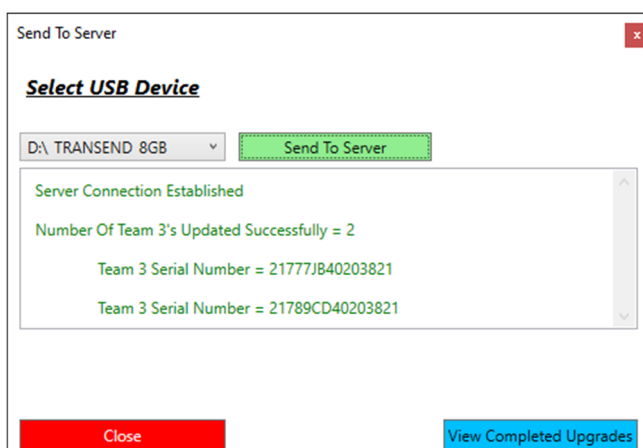 Send To Server
x
Select USB Device
D:\ TRANSEND 8GB
Send To Server
Server Connection Established
Number Of Team 3's Updated Successfully = 2
Team 3 Serial Number = 21777JB40203821
Team 3 Serial Number = 21789CD40203821
Close
View Completed Upgrades